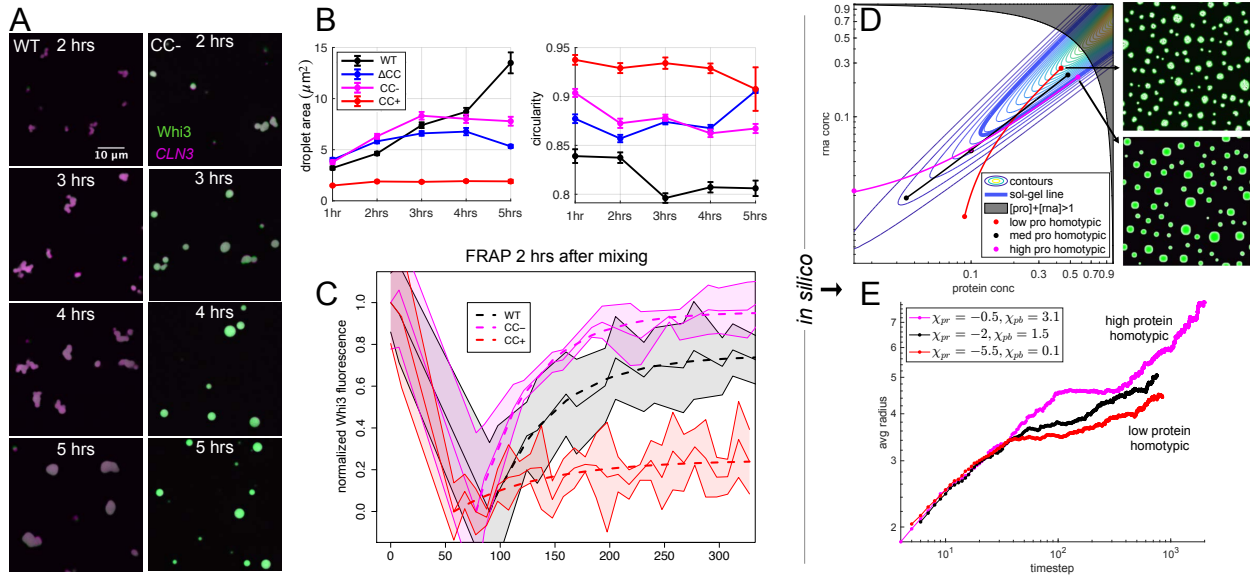 A
WT
2 hrs
CC-
2 hrs
Whi3
CLN3
10 μm
3 hrs
3 hrs
4 hrs
4 hrs
5 hrs
5 hrs
B
droplet area (μm²)
15
10
5
0
WT
ΔCC
CC-
CC+
1hr 2hrs 3hrs 4hrs 5hrs
circularity
0.95
0.9
0.85
0.8
1hr 2hrs 3hrs 4hrs 5hrs
FRAP 2 hrs after mixing
C
normalized Whi3 fluorescence
1.0
0.8
0.6
0.4
0.2
0.0
WT
CC−
CC+
0 50 100 150 200 250 300
in silico
D
rna conc
0.9
0.7
0.5
0.3
0.1
contours
sol-gel line
[pro]+[rna]>1
low pro homotypic
med pro homotypic
high pro homotypic
0.1 0.3 0.5 0.70.9
protein conc
E
avg radius
7
6
5
4
3
2
χpr = −0.5, χpb = 3.1
χpr = −2, χpb = 1.5
χpr = −5.5, χpb = 0.1
high protein
homotypic
low protein
homotypic
10¹ 10² 10³
timestep